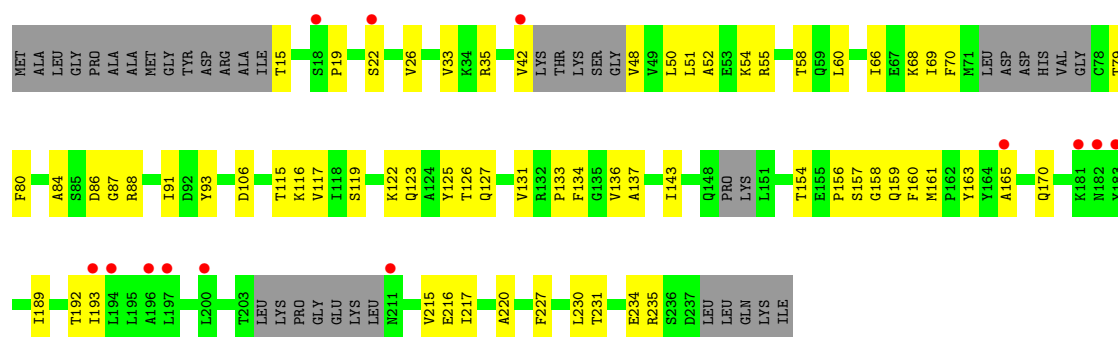 MET ALA LEU GLY PRO ALA ALA MET GLY TYR ASP ARG ALA ILE T15 S18 P19 S22 V26 V33 K34 R35 V42 LYS THR LYS SER GLY V48 V49 L50 L51 A52 E53 K54 R55 T58 Q59 L60 I66 E67 K68 I69 F70 M71 LEU ASP ASP HIS VAL GLY C78 T79
F80 A84 S85 D86 G87 R88 I91 D92 Y93 D106 T115 K116 V117 I118 S119 K122 Q123 A124 Y125 T126 Q127 V131 R132 P133 F134 G135 V136 A137 I143 Q148 PRO LYS L151 T154 E155 P156 S157 G158 Q159 F160 M161 P162 Y163 Y164 A165 Q170 K181 N182 Y183
I189 T192 I193 L194 L195 A196 L197 L200 T203 LEU LYS PRO GLY GLU LYS LEU N211 V215 E216 I217 A220 F227 L230 T231 E234 R235 S236 D237 LEU LEU GLN LYS ILE